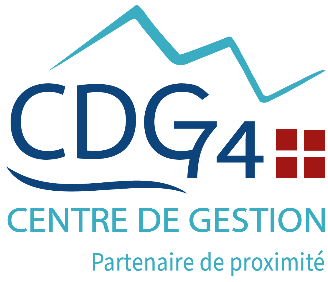 CDG74
CENTRE DE GESTION
Partenaire de proximité